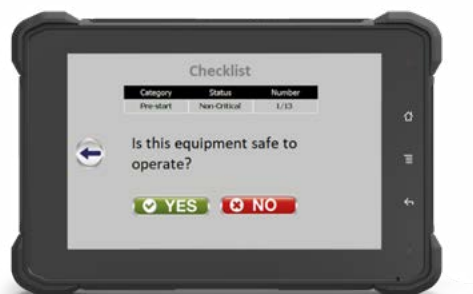 Checklist
Category Status Number
Pre-start Non-Critical 1/13
Is this equipment safe to
operate?
YES NO